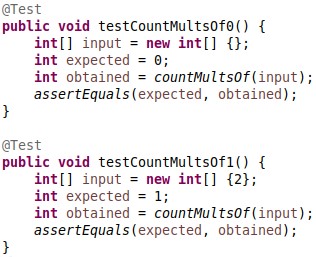 @Test
public void testCountMultsOf0() {
    int[] input = new int[] {};
    int expected = 0;
    int obtained = countMultsOf(input);
    assertEquals(expected, obtained);
}

@Test
public void testCountMultsOf1() {
    int[] input = new int[] {2};
    int expected = 1;
    int obtained = countMultsOf(input);
    assertEquals(expected, obtained);
}